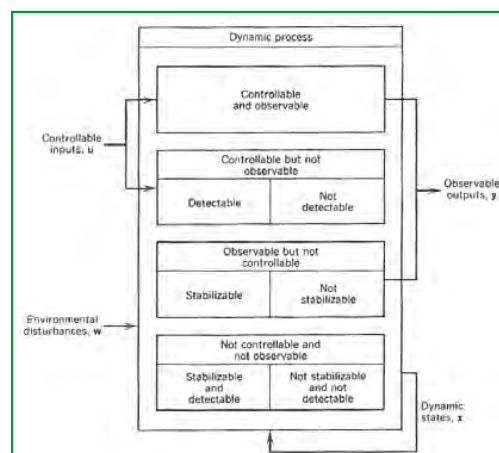 Dynamic process
Controllable
and observable
Controllable
inputs, u
Controllable but not
observable
Detectable
Not
detectable
Observable
outputs, y
Observable but not
controllable
Stabilizable
Not
stabilizable
Environmental
disturbances, w
Not controllable and
not observable
Stabilizable
and
detectable
Not stabilizable
and not
detectable
Dynamic
states, x